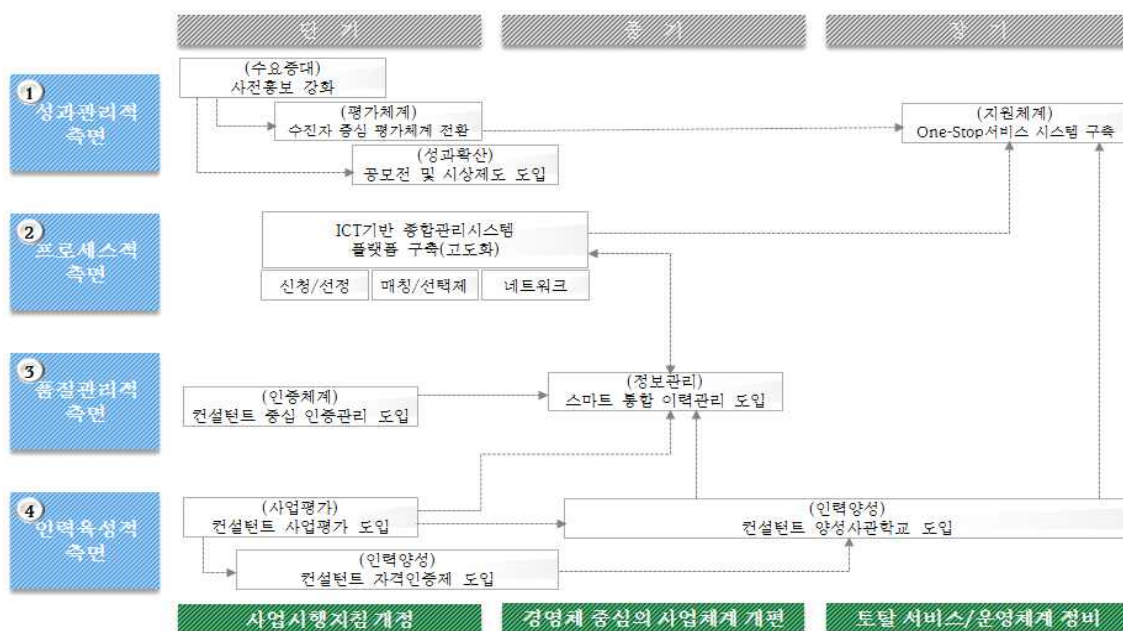 단 기
중 기
장 기
1
성과관리적
측면
(수요증대)
사전홍보 강화
(평가체계)
수진자 중심 평가체계 전환
(성과확산)
공모전 및 시상제도 도입
(지원체계)
One-Stop서비스 시스템 구축
2
프로세스적
측면
ICT기반 종합관리시스템
플랫폼 구축(고도화)
신청/선정
매칭/선택제
네트워크
3
품질관리적
측면
(인증체계)
컨설턴트 중심 인증관리 도입
(정보관리)
스마트 통합 이력관리 도입
4
인력육성적
측면
(사업평가)
컨설턴트 사업평가 도입
(인력양성)
컨설턴트 양성사관학교 도입
(인력양성)
컨설턴트 자격인증제 도입
사업시행지침 개정
경영체 중심의 사업체계 개편
토탈 서비스/운영체계 정비